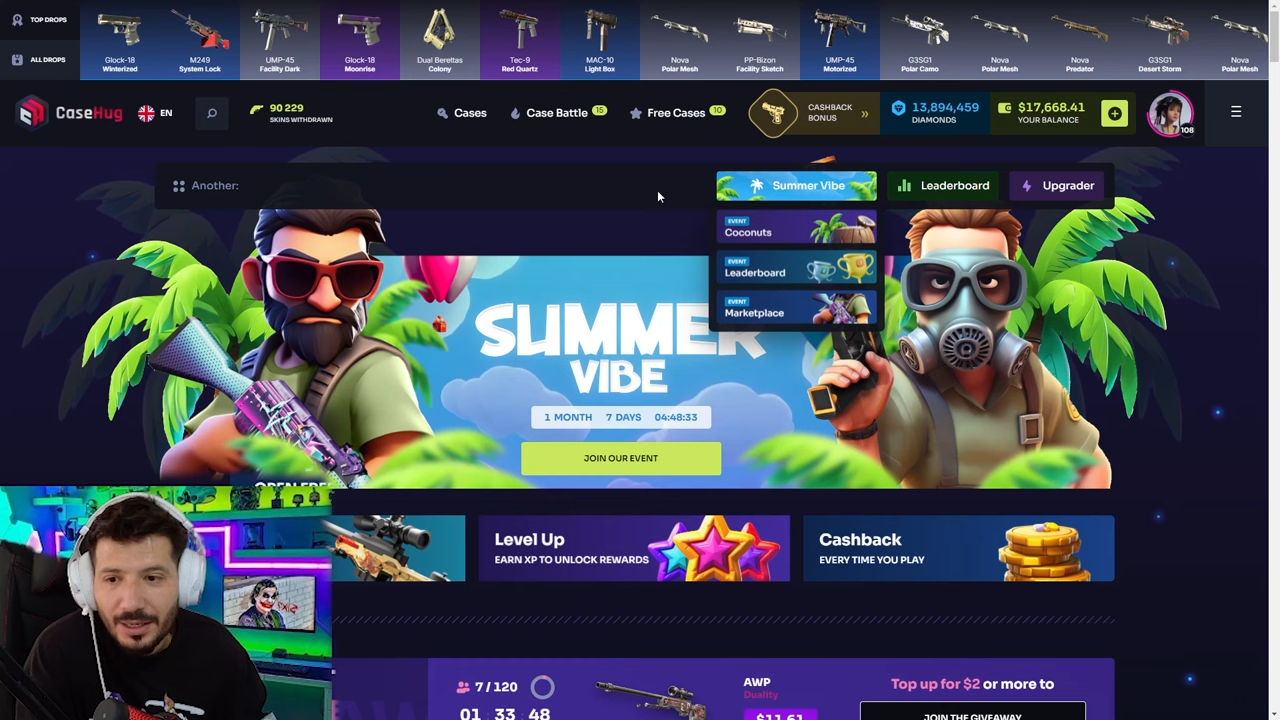 TOP DROPS
ALL DROPS
Glock-18
Winterized
M249
System Lock
UMP-45
Facility Dark
Glock-18
Moonrise
Dual Berettas
Colony
Tec-9
Red Quartz
MAC-10
Light Box
Nova
Polar Mesh
PP-Bizon
Facility Sketch
UMP-45
Motorized
G3SG1
Polar Camo
Nova
Polar Mesh
Nova
Predator
G3SG1
Desert Storm
Nova
Polar Mesh
CaseHug
EN
90 229
SKINS WITHDRAWN
Cases
Case Battle 15
Free Cases 10
CASHBACK
BONUS
»
13,894,459
DIAMONDS
$17,668.41
YOUR BALANCE
108
Another:
Summer Vibe
Leaderboard
Upgrader
EVENT
Coconuts
EVENT
Leaderboard
EVENT
Marketplace
SUMMER
VIBE
1 MONTH 7 DAYS 04:48:33
JOIN OUR EVENT
OPEN FREE
Level Up
EARN XP TO UNLOCK REWARDS
Cashback
EVERY TIME YOU PLAY
7 / 120
01 : 33 : 48
AWP
Duality
$11.61
Top up for $2 or more to
JOIN THE GIVEAWAY